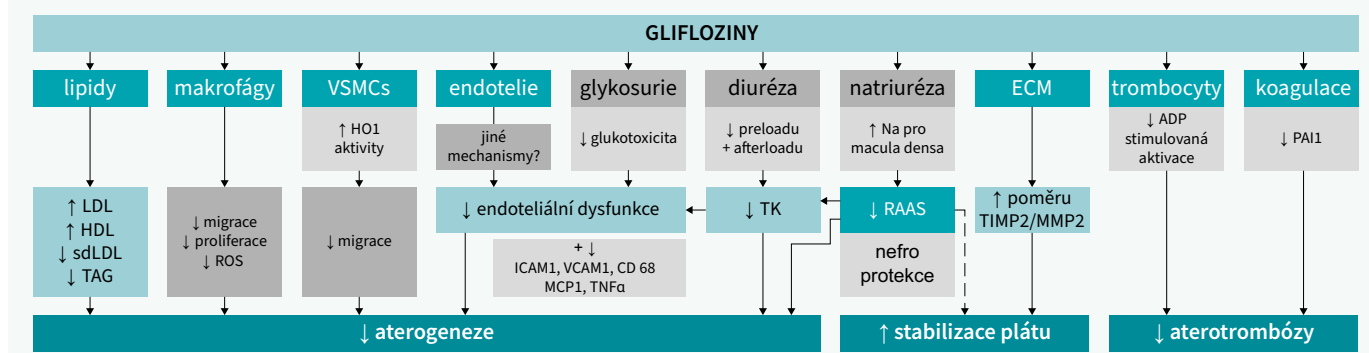 GLIFLOZINY
lipidy
makrofágy
VSMCs
endotelie
glykosurie
diuréza
natriuréza
ECM
trombocyty
koagulace
↑ HO1
aktivity
jiné
mechanismy?
↓ glukotoxicita
↓ preloadu
+ afterloadu
↑ Na pro
macula densa
↓ ADP
stimulovaná
aktivace
↓ PAI1
↑ LDL
↑ HDL
↓ sdLDL
↓ TAG
↓ migrace
↓ proliferace
↓ ROS
↓ migrace
↓ endoteliální dysfunkce
+ ↓
ICAM1, VCAM1, CD 68
MCP1, TNFα
↓ TK
↓ RAAS
nefro
protekce
↑ poměru
TIMP2/MMP2
↓ aterogeneze
↑ stabilizace plátu
↓ aterotrombózy